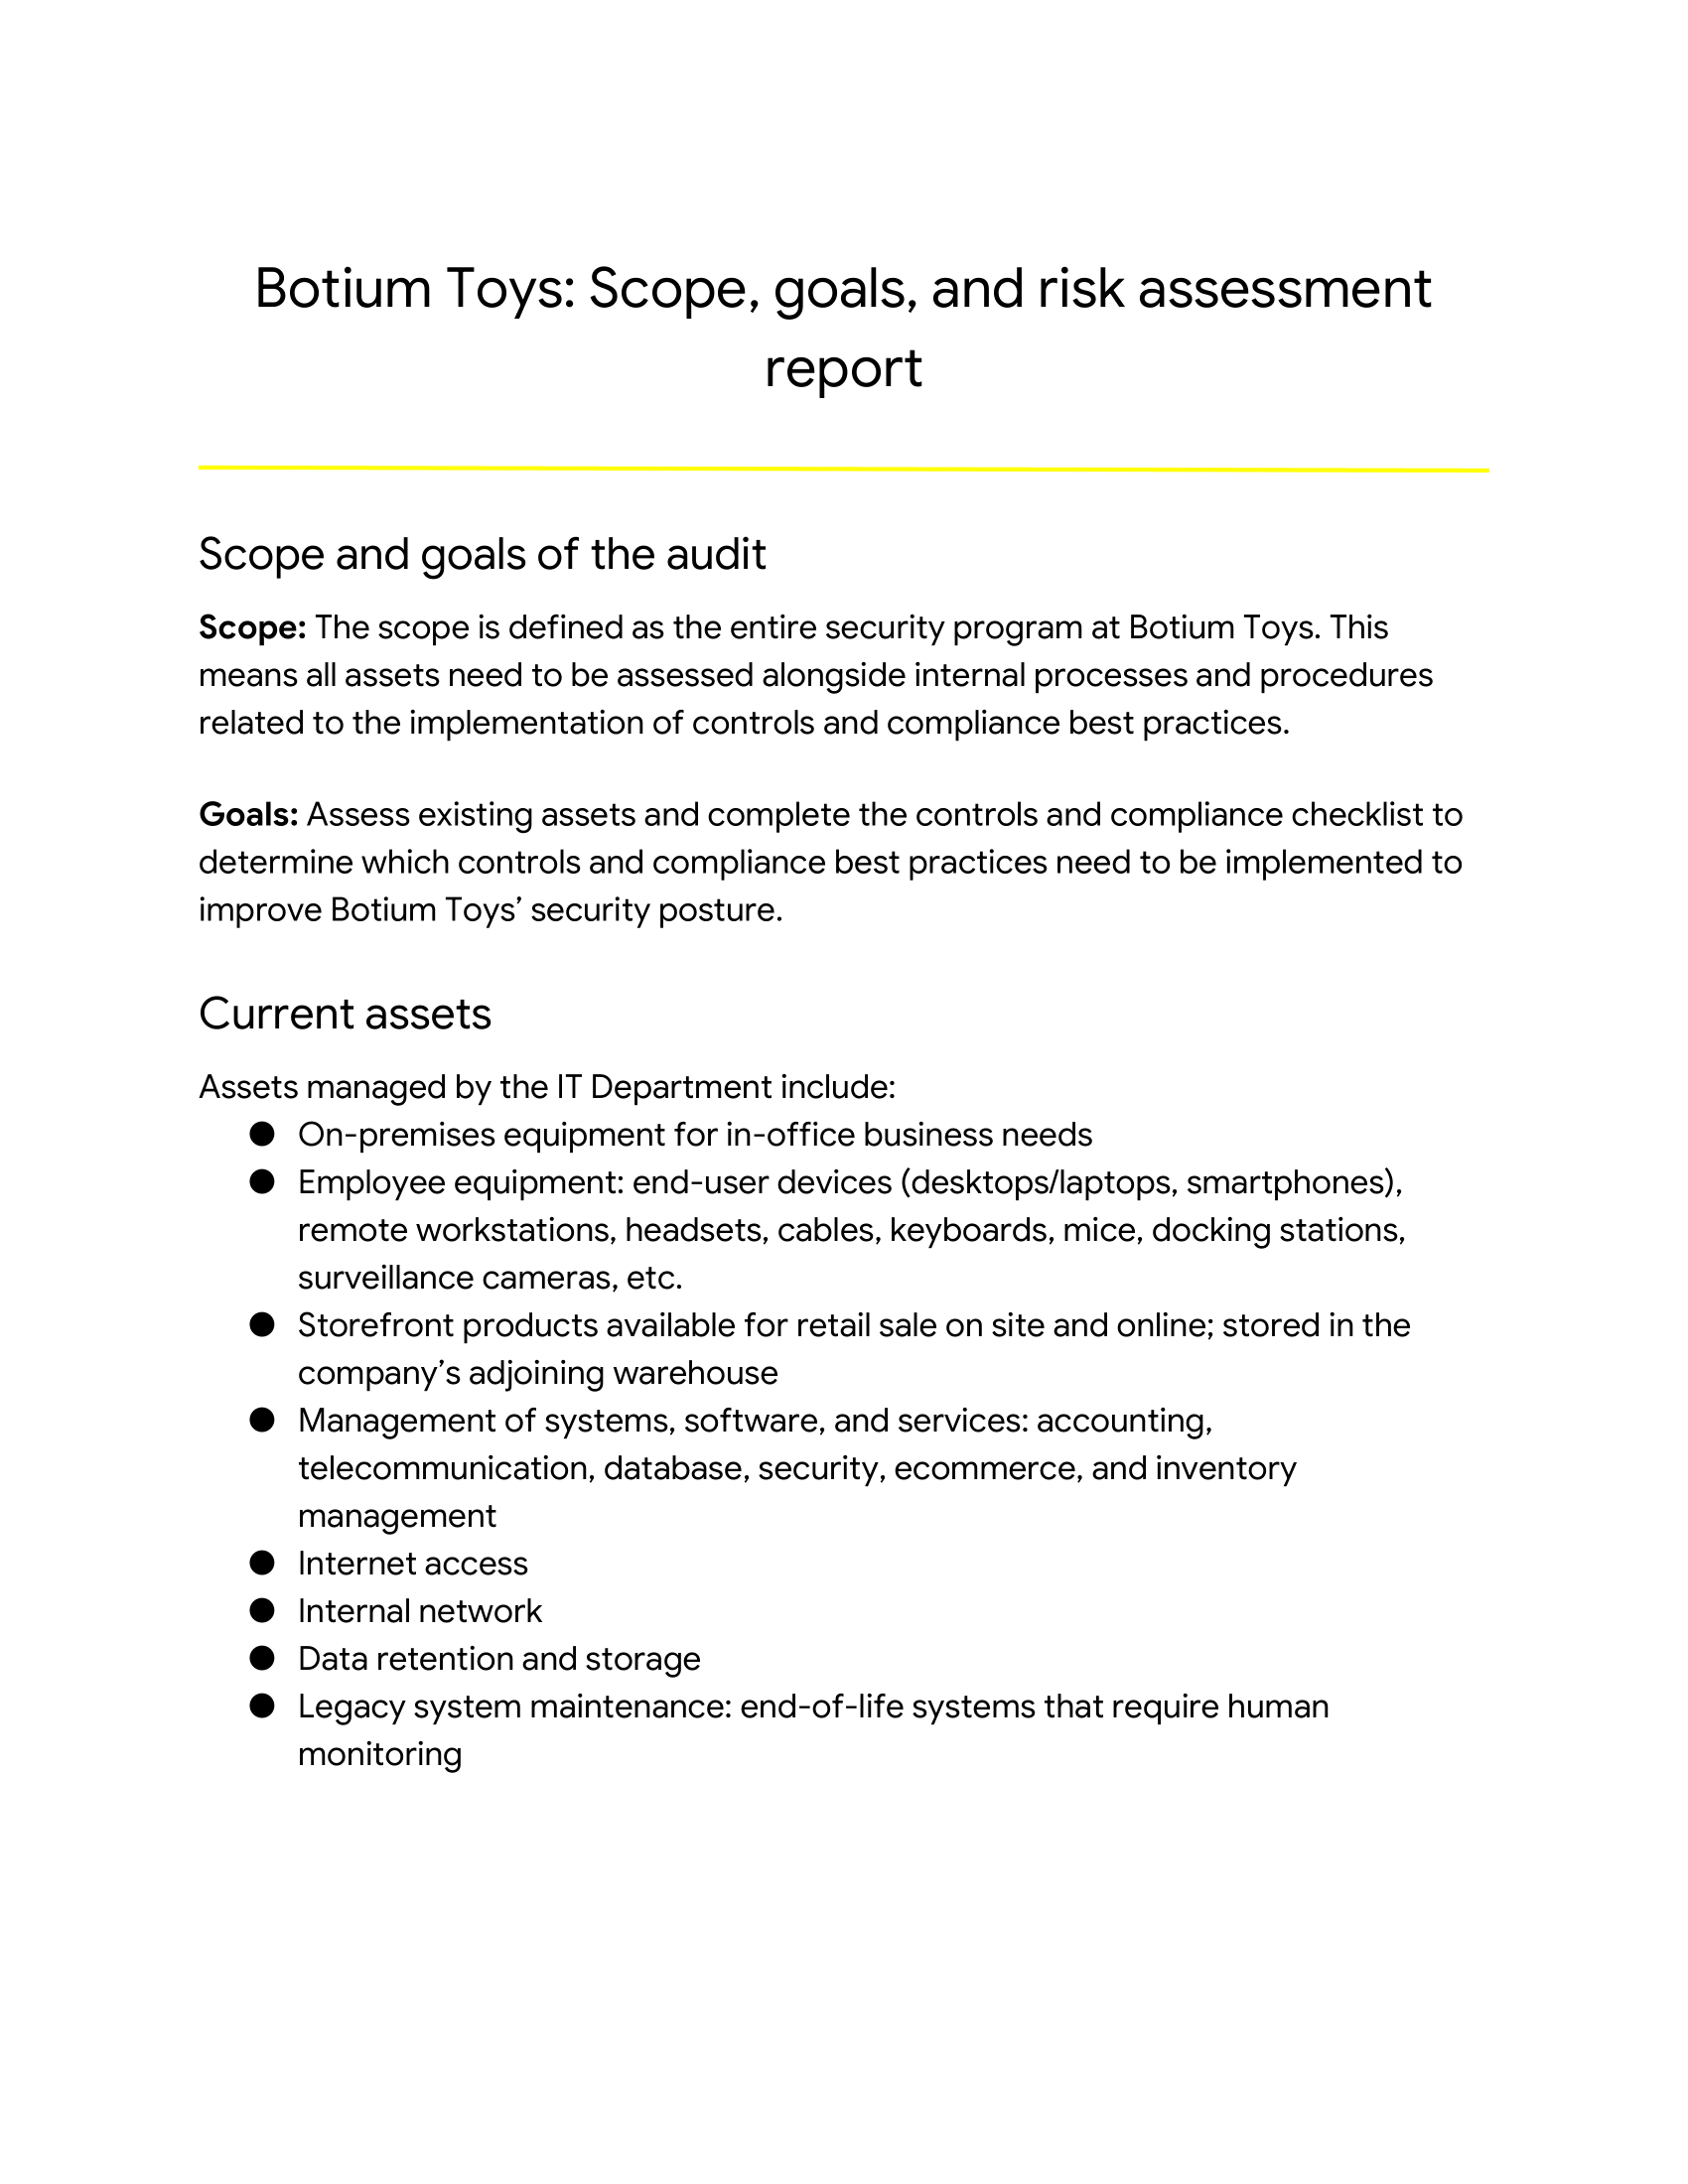 Botium Toys: Scope, goals, and risk assessment
report
Scope and goals of the audit
Scope: The scope is defined as the entire security program at Botium Toys. This
means all assets need to be assessed alongside internal processes and procedures
related to the implementation of controls and compliance best practices.
Goals: Assess existing assets and complete the controls and compliance checklist to
determine which controls and compliance best practices need to be implemented to
improve Botium Toys’ security posture.
Current assets
Assets managed by the IT Department include:
● On-premises equipment for in-office business needs
● Employee equipment: end-user devices (desktops/laptops, smartphones),
remote workstations, headsets, cables, keyboards, mice, docking stations,
surveillance cameras, etc.
● Storefront products available for retail sale on site and online; stored in the
company’s adjoining warehouse
● Management of systems, software, and services: accounting,
telecommunication, database, security, ecommerce, and inventory
management
● Internet access
● Internal network
● Data retention and storage
● Legacy system maintenance: end-of-life systems that require human
monitoring